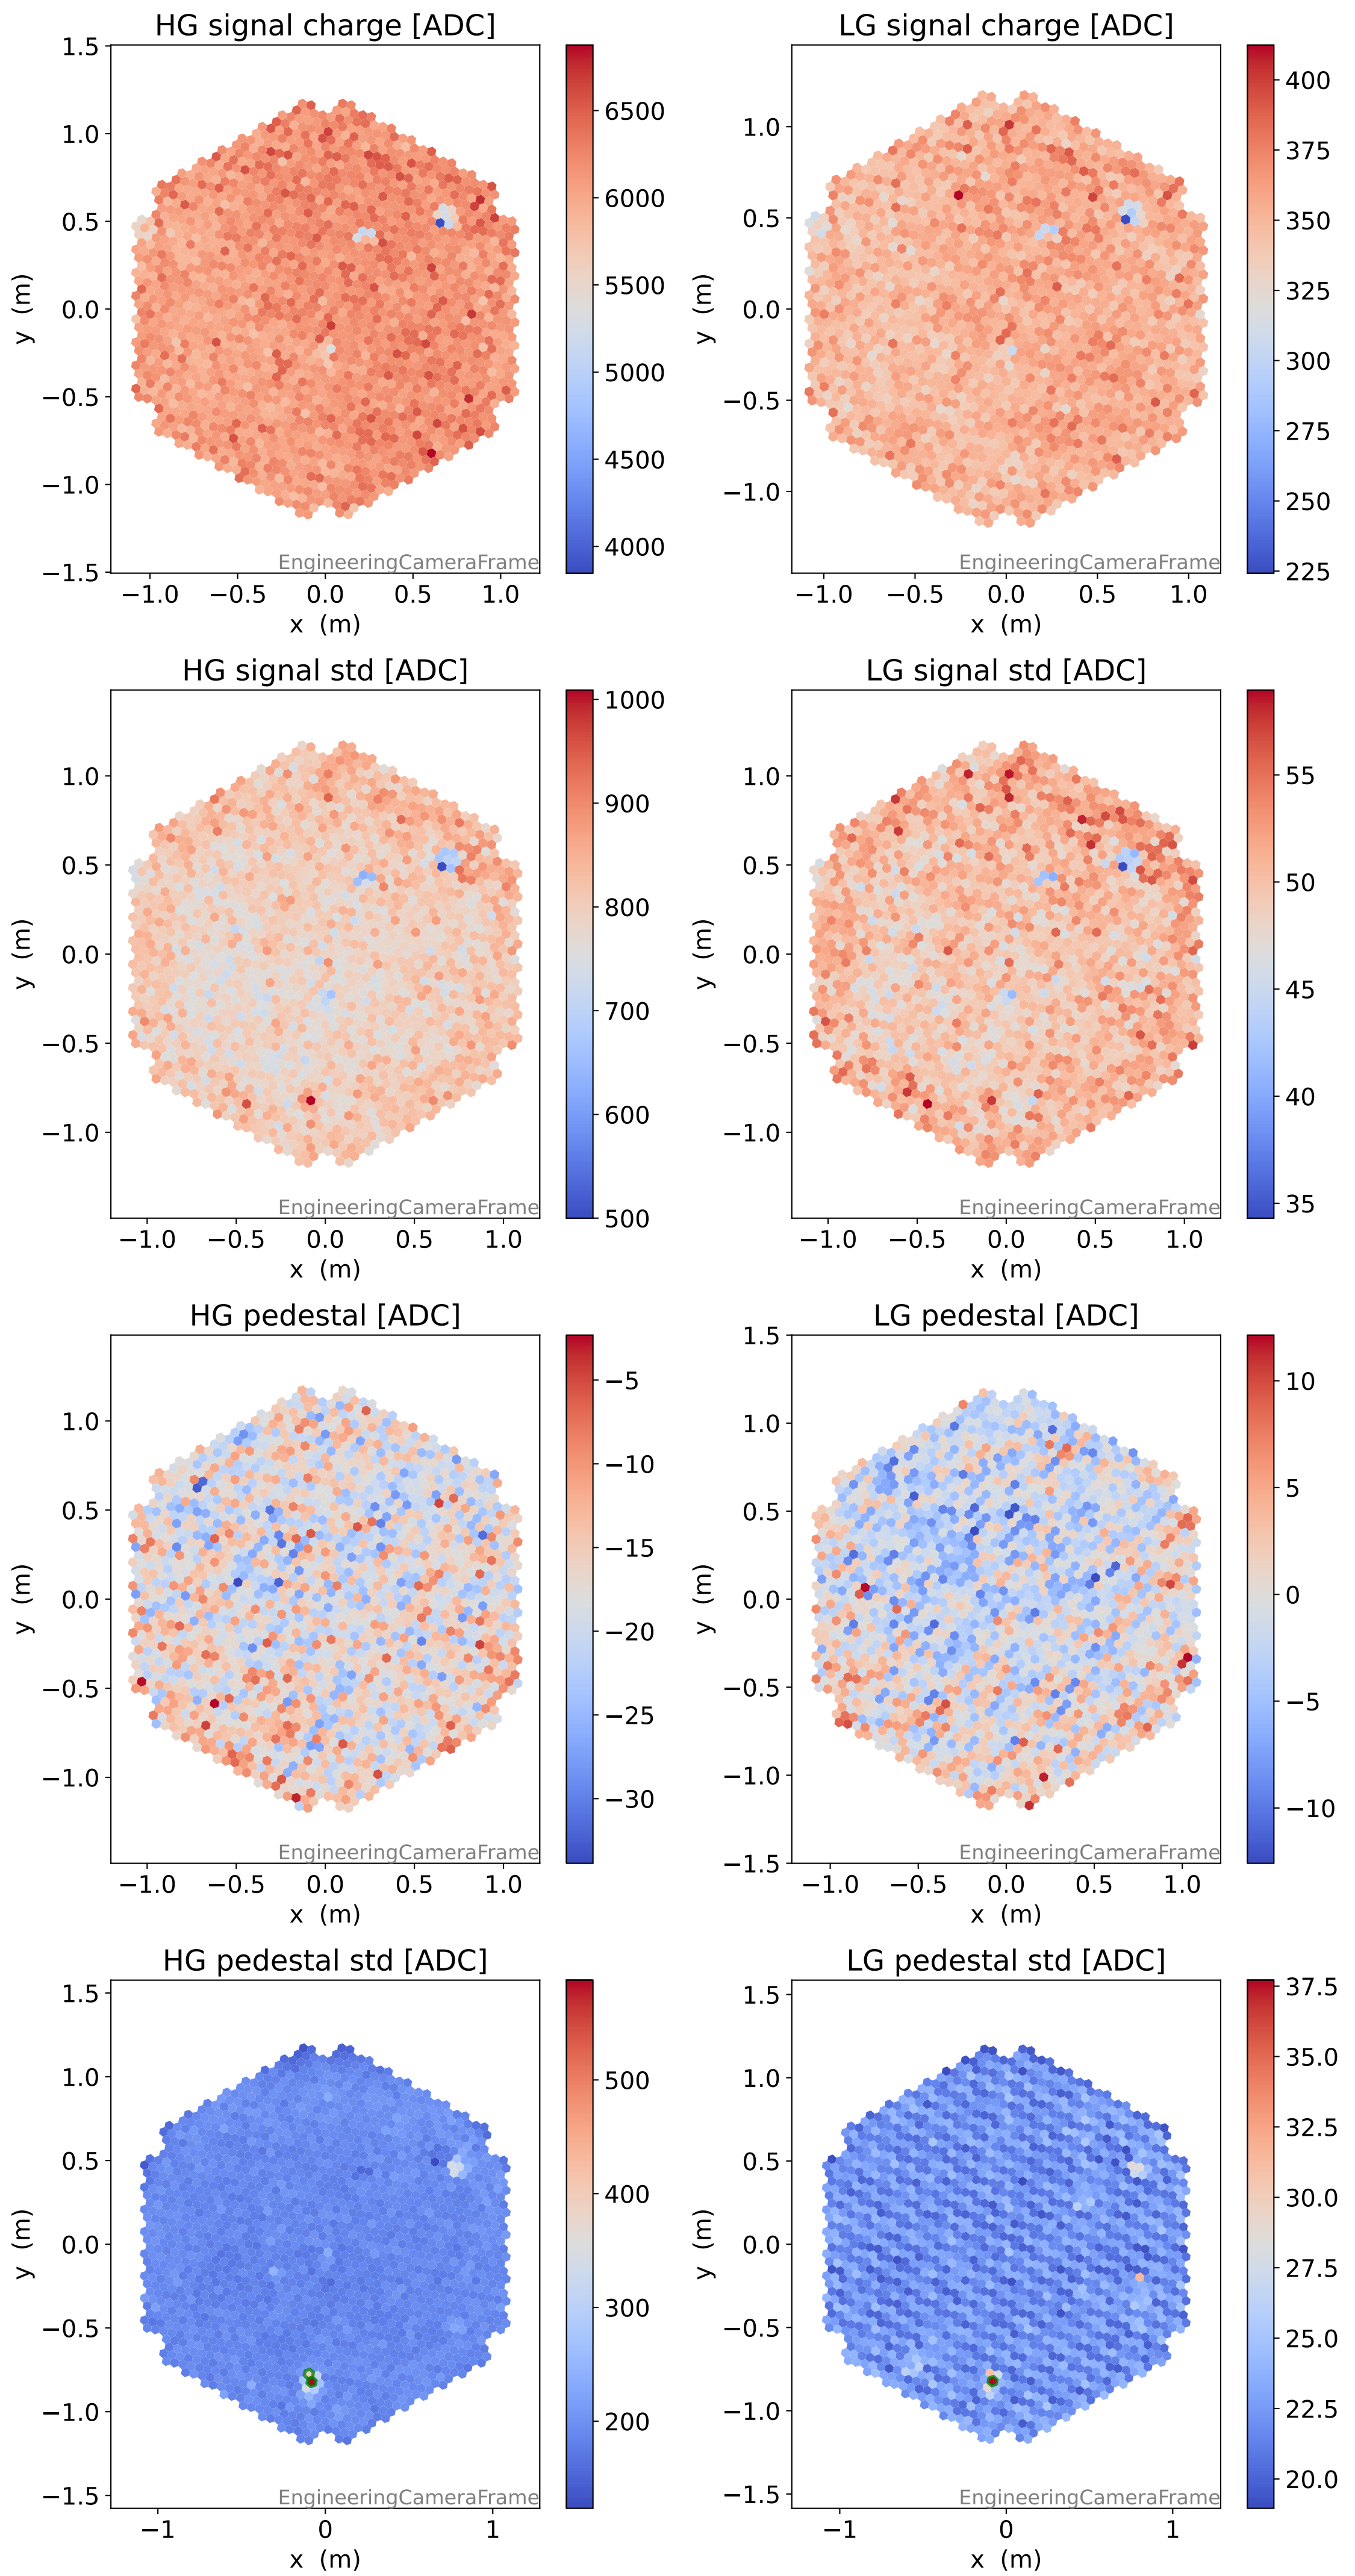 HG signal charge [ADC]
LG signal charge [ADC]
1.5
1.0
0.5
0.0
−0.5
−1.0
−1.5
y (m)
−1.0 −0.5 0.0 0.5 1.0
x (m)
EngineeringCameraFrame
6500
6000
5500
5000
4500
4000
1.0
0.5
0.0
−0.5
−1.0
y (m)
−1.0 −0.5 0.0 0.5 1.0
x (m)
EngineeringCameraFrame
400
375
350
325
300
275
250
225
HG signal std [ADC]
LG signal std [ADC]
1.0
0.5
0.0
−0.5
−1.0
y (m)
−1.0 −0.5 0.0 0.5 1.0
x (m)
EngineeringCameraFrame
1000
900
800
700
600
500
1.0
0.5
0.0
−0.5
−1.0
y (m)
−1.0 −0.5 0.0 0.5 1.0
x (m)
EngineeringCameraFrame
55
50
45
40
35
HG pedestal [ADC]
LG pedestal [ADC]
1.0
0.5
0.0
−0.5
−1.0
y (m)
−1.0 −0.5 0.0 0.5 1.0
x (m)
EngineeringCameraFrame
−5
−10
−15
−20
−25
−30
1.5
1.0
0.5
0.0
−0.5
−1.0
−1.5
y (m)
−1.0 −0.5 0.0 0.5 1.0
x (m)
EngineeringCameraFrame
10
5
0
−5
−10
HG pedestal std [ADC]
LG pedestal std [ADC]
1.5
1.0
0.5
0.0
−0.5
−1.0
−1.5
y (m)
−1 0 1
x (m)
EngineeringCameraFrame
500
400
300
200
1.5
1.0
0.5
0.0
−0.5
−1.0
−1.5
y (m)
−1 0 1
x (m)
EngineeringCameraFrame
37.5
35.0
32.5
30.0
27.5
25.0
22.5
20.0